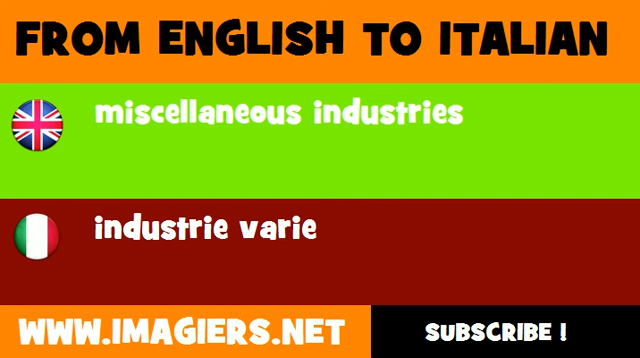 FROM ENGLISH TO ITALIAN
miscellaneous industries
industrie varie
WWW.IMAGIERS.NET
SUBSCRIBE !